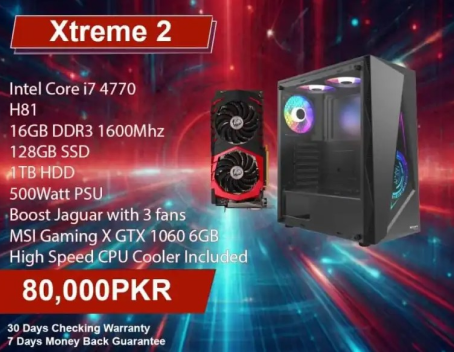 Xtreme 2
Intel Core i7 4770
H81
16GB DDR3 1600Mhz
128GB SSD
1TB HDD
500Watt PSU
Boost Jaguar with 3 fans
MSI Gaming X GTX 1060 6GB
High Speed CPU Cooler Included
80,000PKR
30 Days Checking Warranty
7 Days Money Back Guarantee